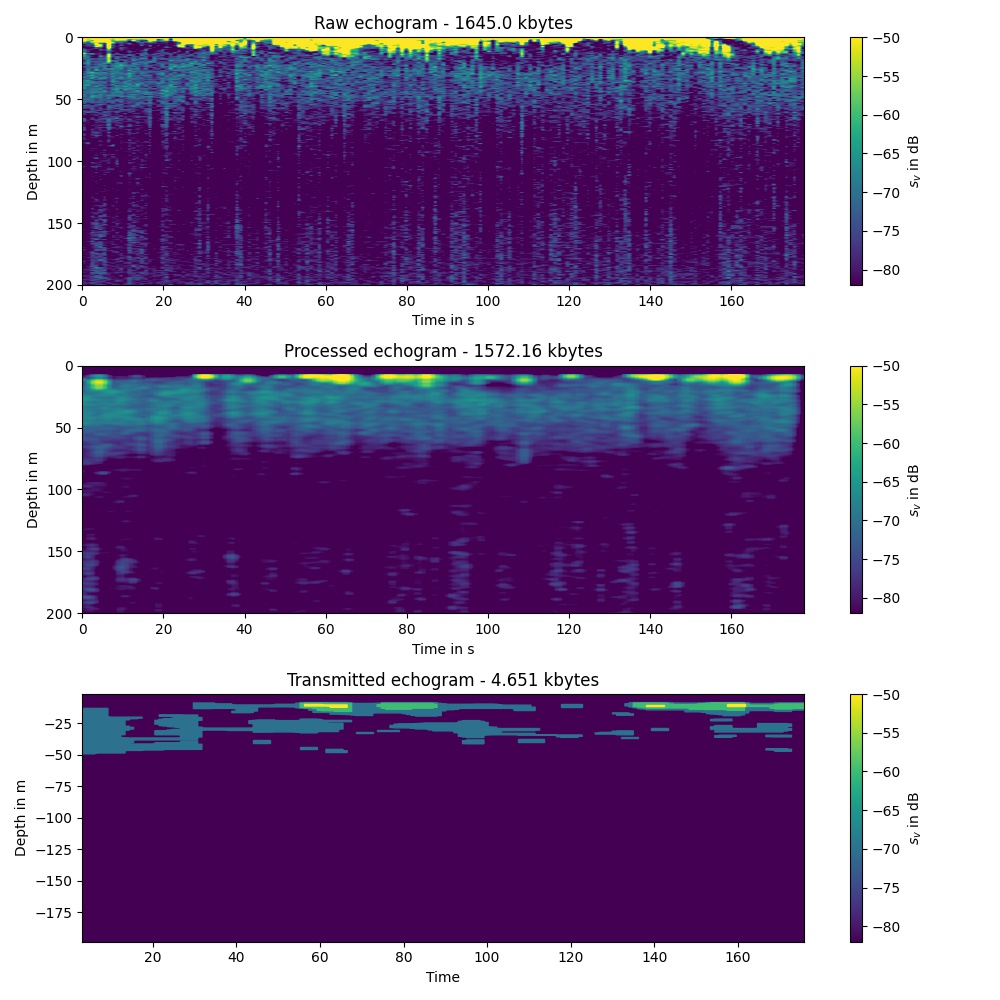 Raw echogram - 1645.0 kbytes
0
50
100
150
200
Depth in m
0 20 40 60 80 100 120 140 160
Time in s
−50
−55
−60
−65
−70
−75
−80
sv in dB
Processed echogram - 1572.16 kbytes
0
50
100
150
200
Depth in m
0 20 40 60 80 100 120 140 160
Time in s
−50
−55
−60
−65
−70
−75
−80
sv in dB
Transmitted echogram - 4.651 kbytes
−25
−50
−75
−100
−125
−150
−175
Depth in m
20 40 60 80 100 120 140 160
Time
−50
−55
−60
−65
−70
−75
−80
sv in dB